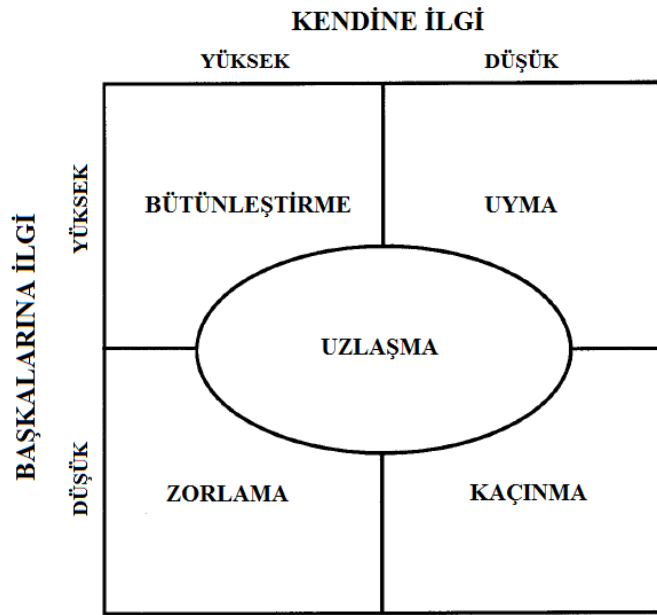 KENDİNE İLGİ
YÜKSEK
DÜŞÜK
BAŞKALARINA İLGİ
YÜKSEK
DÜŞÜK
BÜTÜNLEŞTİRME
UYMA
UZLAŞMA
ZORLAMA
KAÇINMA